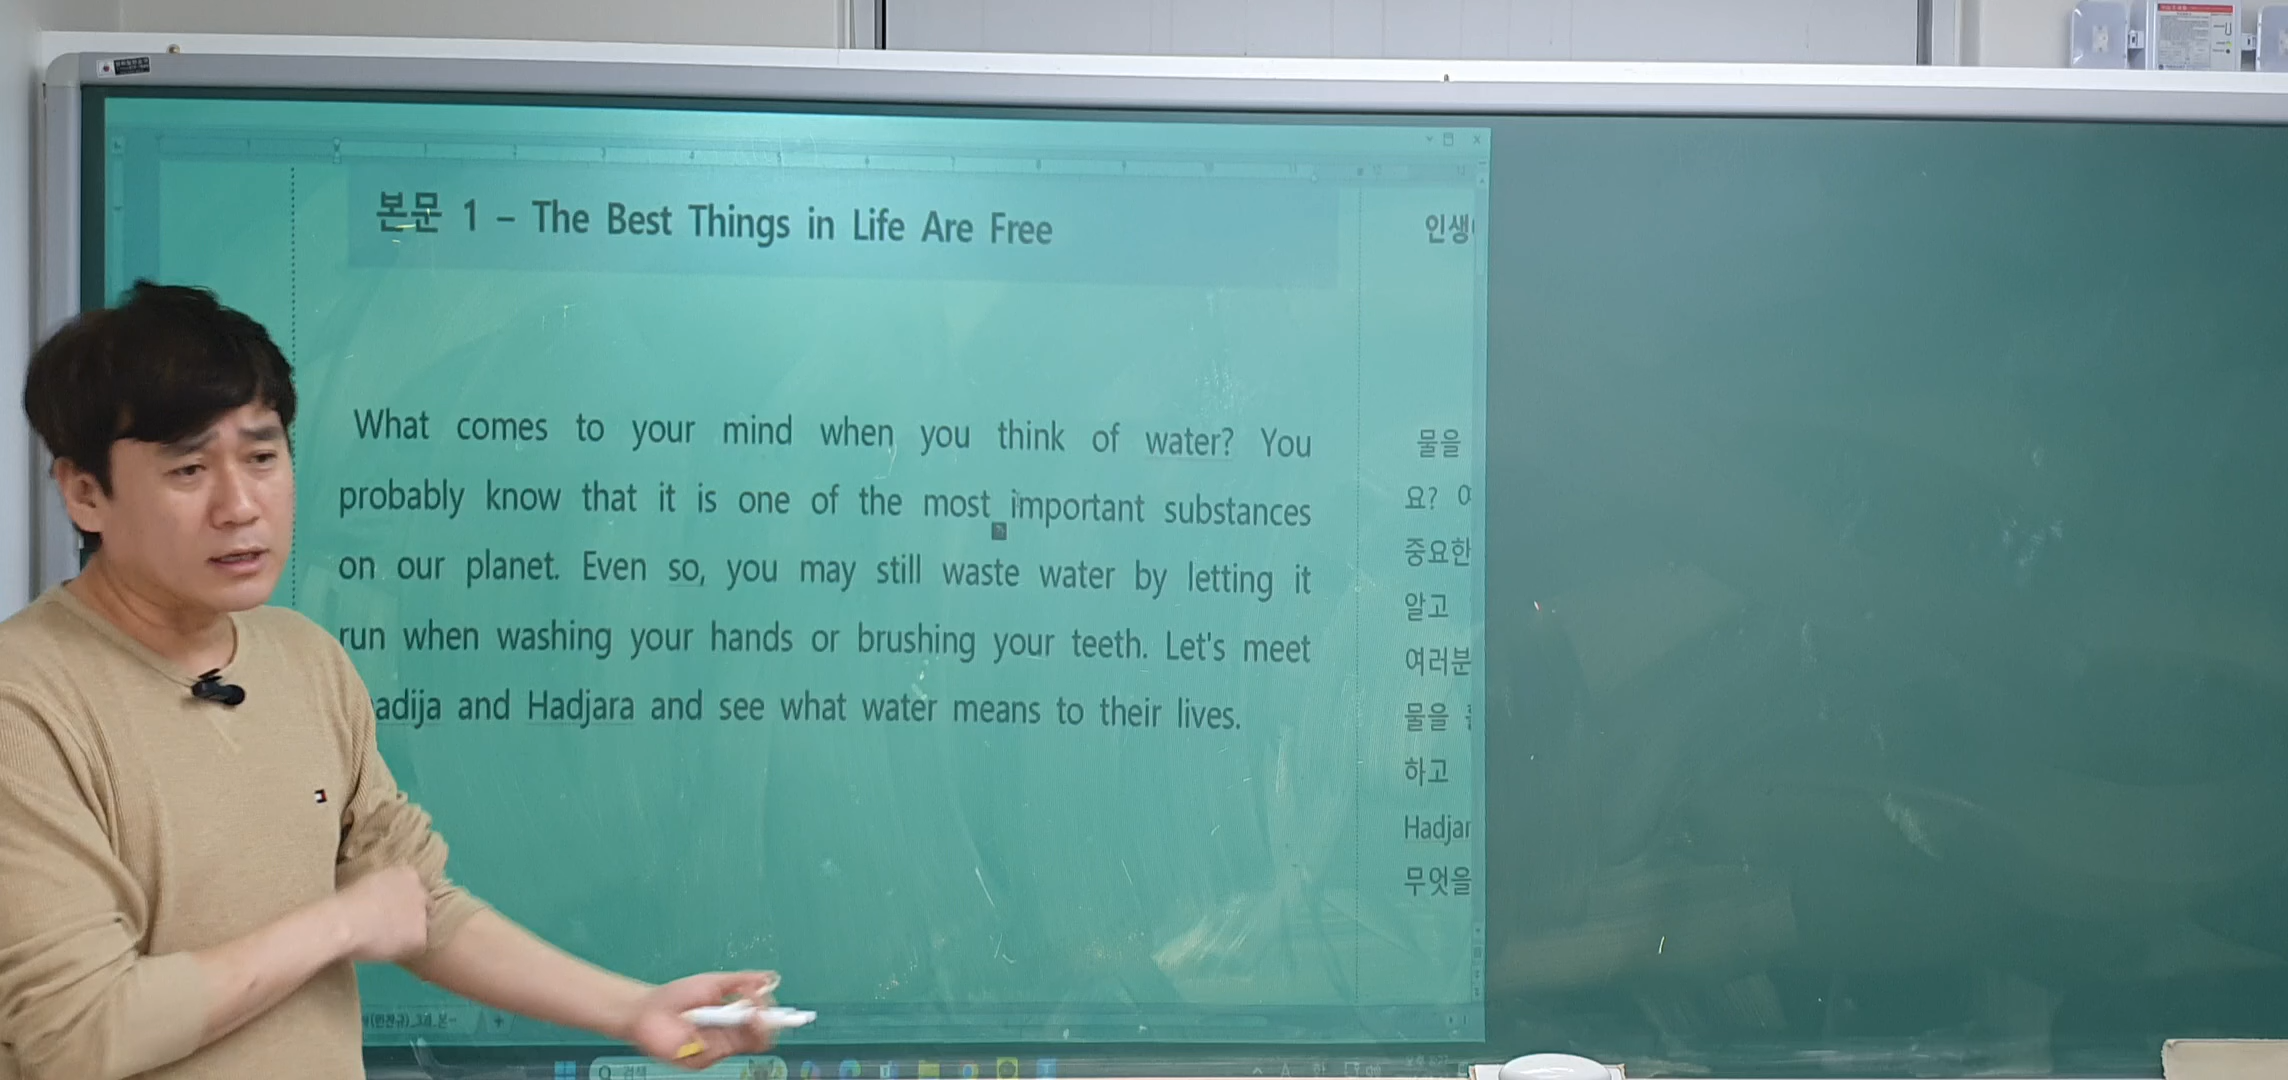 본문 1 – The Best Things in Life Are Free
What comes to your mind when you think of water? You
probably know that it is one of the most important substances
on our planet. Even so, you may still waste water by letting it
run when washing your hands or brushing your teeth. Let's meet
adija and Hadjara and see what water means to their lives.
인생
물을
요?
중요한
알고
여러분
물을
하고
Hadjar
무엇을
검색